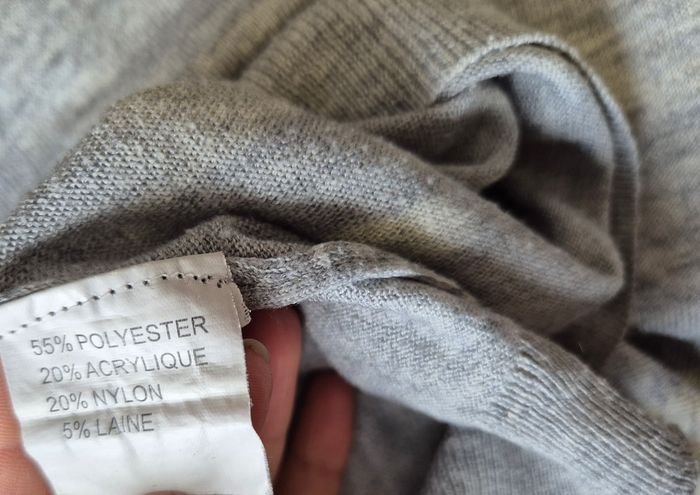 55% POLYESTER
20% ACRYLIQUE
20% NYLON
5% LAINE